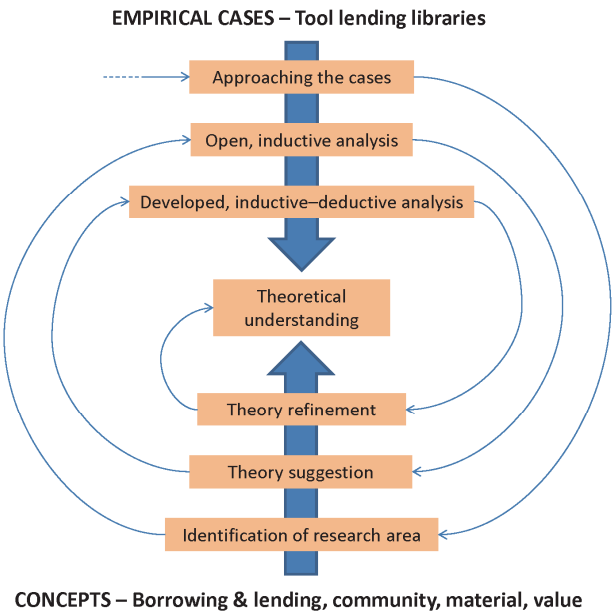 EMPIRICAL CASES – Tool lending libraries
Approaching the cases
Open, inductive analysis
Developed, inductive–deductive analysis
Theoretical
understanding
Theory refinement
Theory suggestion
Identification of research area
CONCEPTS – Borrowing & lending, community, material, value